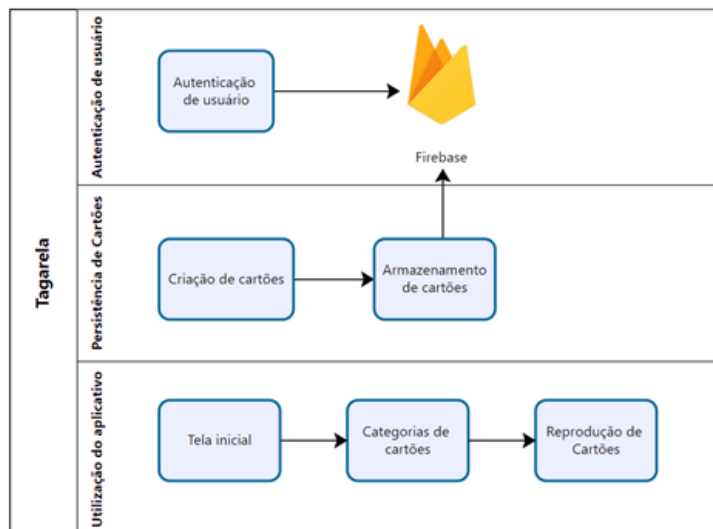 Tagarela
Autenticação de usuário
Autenticação
de usuário
Firebase
Persistência de Cartões
Criação de cartões
Armazenamento
de cartões
Utilização do aplicativo
Tela inicial
Categorias de
cartões
Reprodução de
Cartões